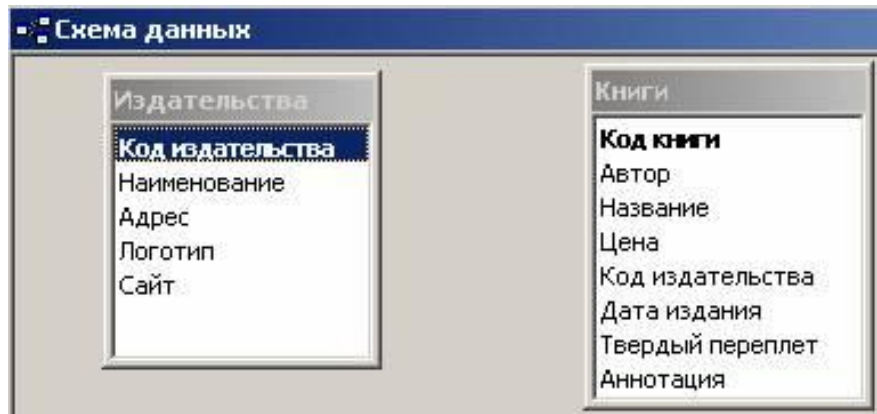 Схема данных
Издательства
Код издательства
Наименование
Адрес
Логотип
Сайт
Книги
Код книги
Автор
Название
Цена
Код издательства
Дата издания
Твердый переплет
Аннотация